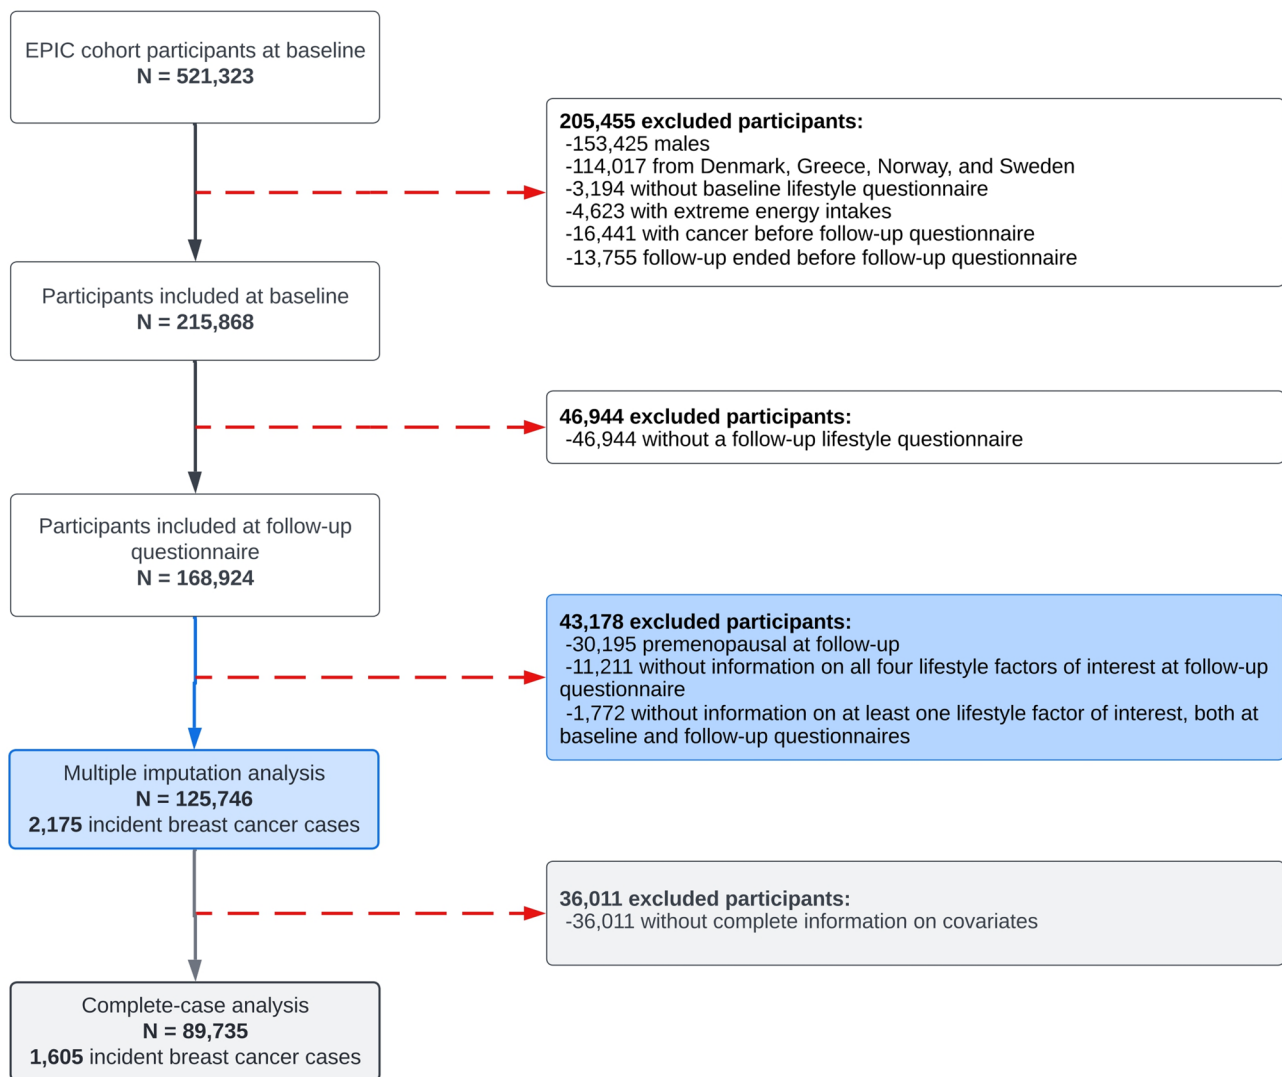 EPIC cohort participants at baseline
N = 521,323
205,455 excluded participants:
-153,425 males
-114,017 from Denmark, Greece, Norway, and Sweden
-3,194 without baseline lifestyle questionnaire
-4,623 with extreme energy intakes
-16,441 with cancer before follow-up questionnaire
-13,755 follow-up ended before follow-up questionnaire
Participants included at baseline
N = 215,868
46,944 excluded participants:
-46,944 without a follow-up lifestyle questionnaire
Participants included at follow-up
questionnaire
N = 168,924
43,178 excluded participants:
-30,195 premenopausal at follow-up
-11,211 without information on all four lifestyle factors of interest at follow-up
questionnaire
-1,772 without information on at least one lifestyle factor of interest, both at
baseline and follow-up questionnaires
Multiple imputation analysis
N = 125,746
2,175 incident breast cancer cases
36,011 excluded participants:
-36,011 without complete information on covariates
Complete-case analysis
N = 89,735
1,605 incident breast cancer cases